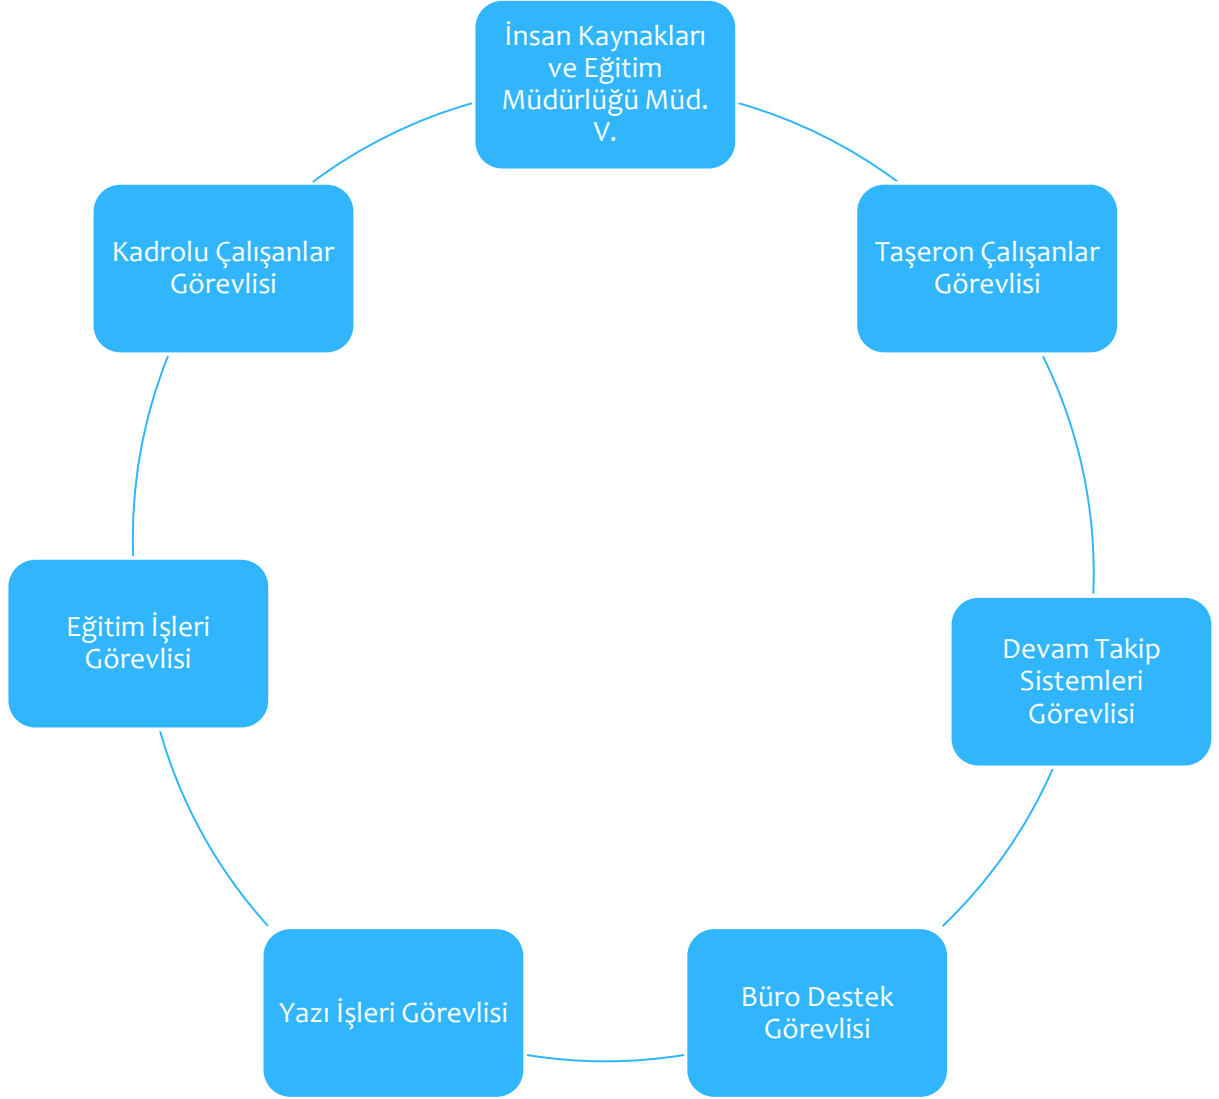 İnsan Kaynakları
ve Eğitim
Müdürlüğü Müd.
V.
Taşeron Çalışanlar
Görevlisi
Devam Takip
Sistemleri
Görevlisi
Büro Destek
Görevlisi
Yazı İşleri Görevlisi
Eğitim İşleri
Görevlisi
Kadrolu Çalışanlar
Görevlisi